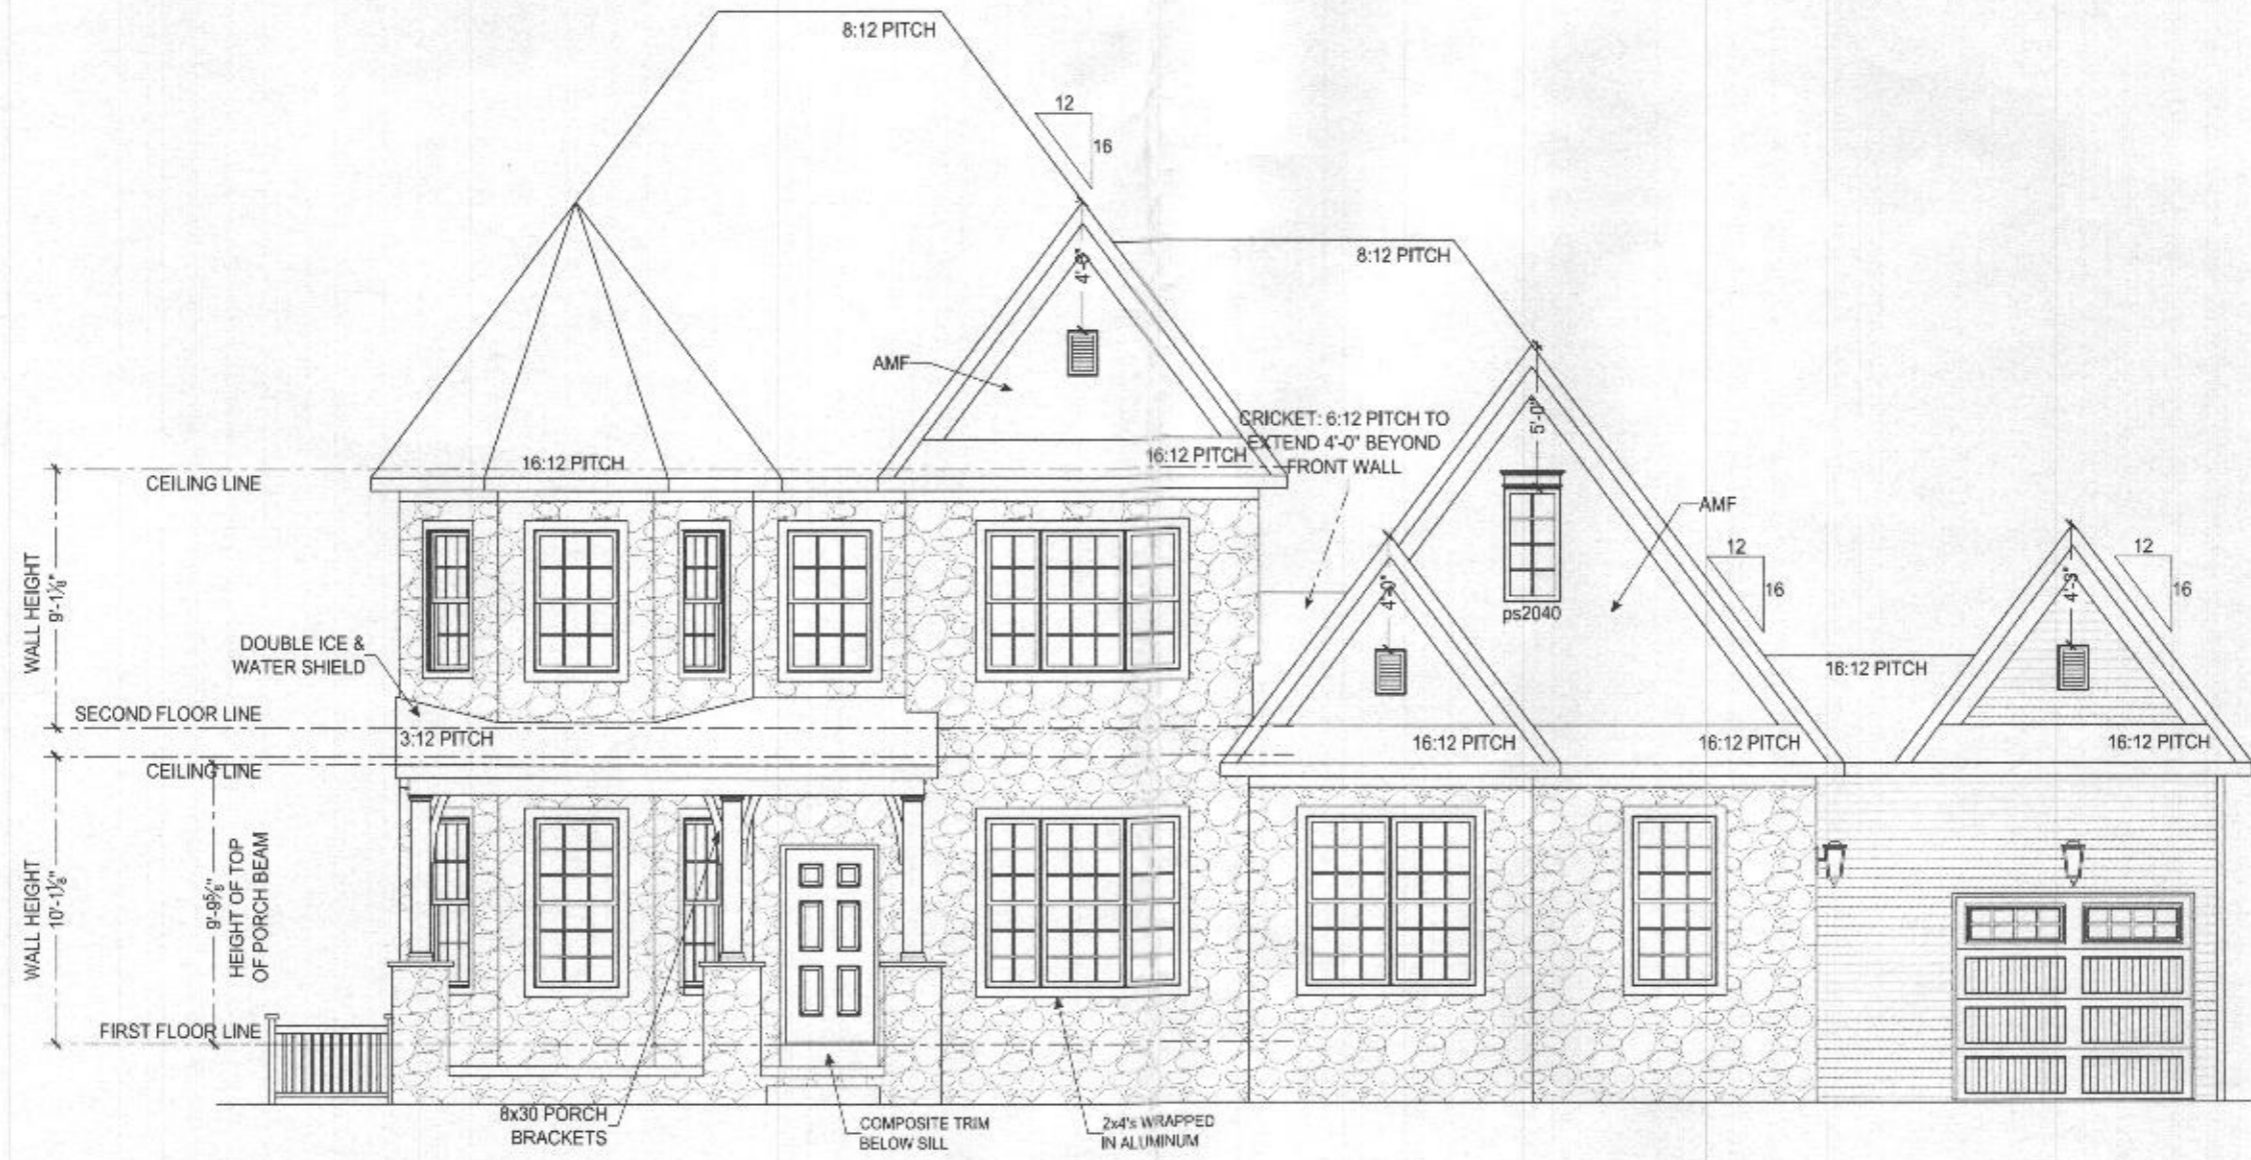 8:12 PITCH
12
16
4'-8"
8:12 PITCH
AMF
CRICKET: 6:12 PITCH TO
EXTEND 4'-0" BEYOND
FRONT WALL
5'-0"
16:12 PITCH
16:12 PITCH
CEILING LINE
AMF
WALL HEIGHT
9'-1⅛"
12
16
12
16
4'-0"
4'-3"
ps2040
DOUBLE ICE &
WATER SHIELD
16:12 PITCH
SECOND FLOOR LINE
3:12 PITCH
16:12 PITCH
16:12 PITCH
16:12 PITCH
CEILING LINE
WALL HEIGHT
10'-1⅛"
9'-9⅝"
HEIGHT OF TOP
OF PORCH BEAM
FIRST FLOOR LINE
8x30 PORCH
BRACKETS
COMPOSITE TRIM
BELOW SILL
2x4's WRAPPED
IN ALUMINUM